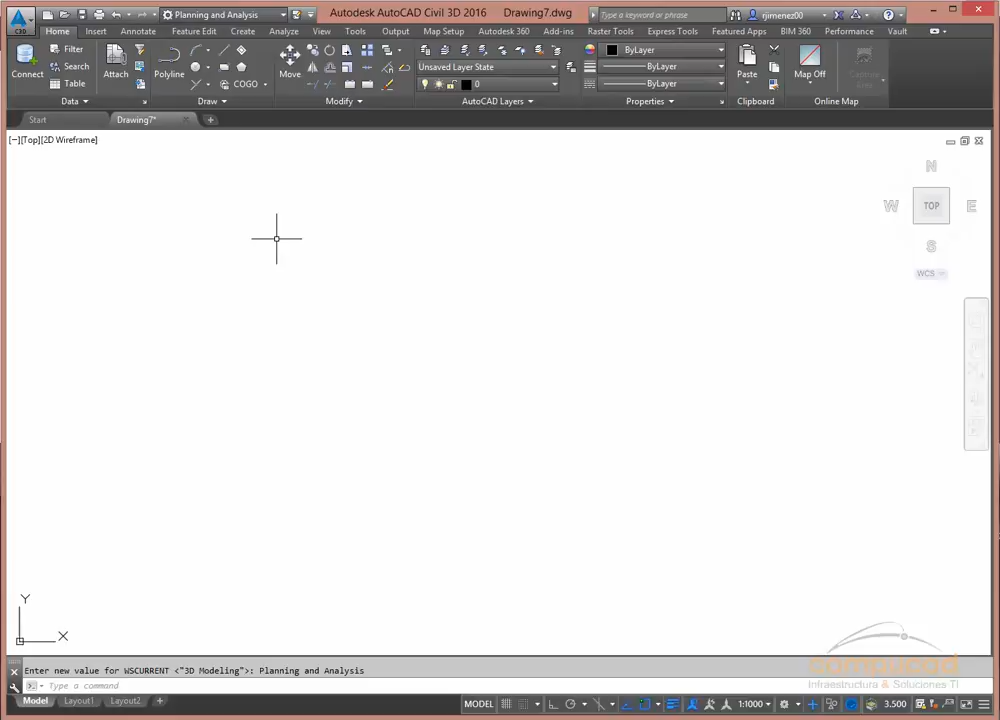 Planning and Analysis
Autodesk AutoCAD Civil 3D 2016 Drawing7.dwg
Type a keyword or phrase
rjimenez00
C3D
Home Insert Annotate Feature Edit Create Analyze View Tools Output Map Setup Autodesk 360 Add-ins Raster Tools Express Tools Featured Apps BIM 360 Performance Vault
Connect
Filter
Search
Table
Data
Attach
Polyline
COGO
Draw
Move
Modify
Unsaved Layer State
0
AutoCAD Layers
ByLayer
ByLayer
ByLayer
Properties
Paste
Clipboard
Map Off
Online Map
Start Drawing7*
[−][Top][2D Wireframe]
N
W TOP E
S
WCS
Y
X
Enter new value for WSCURRENT <"3D Modeling">: Planning and Analysis
Type a command
Infraestructura & Soluciones TI
Model Layout1 Layout2 +
MODEL 1:1000 3.500